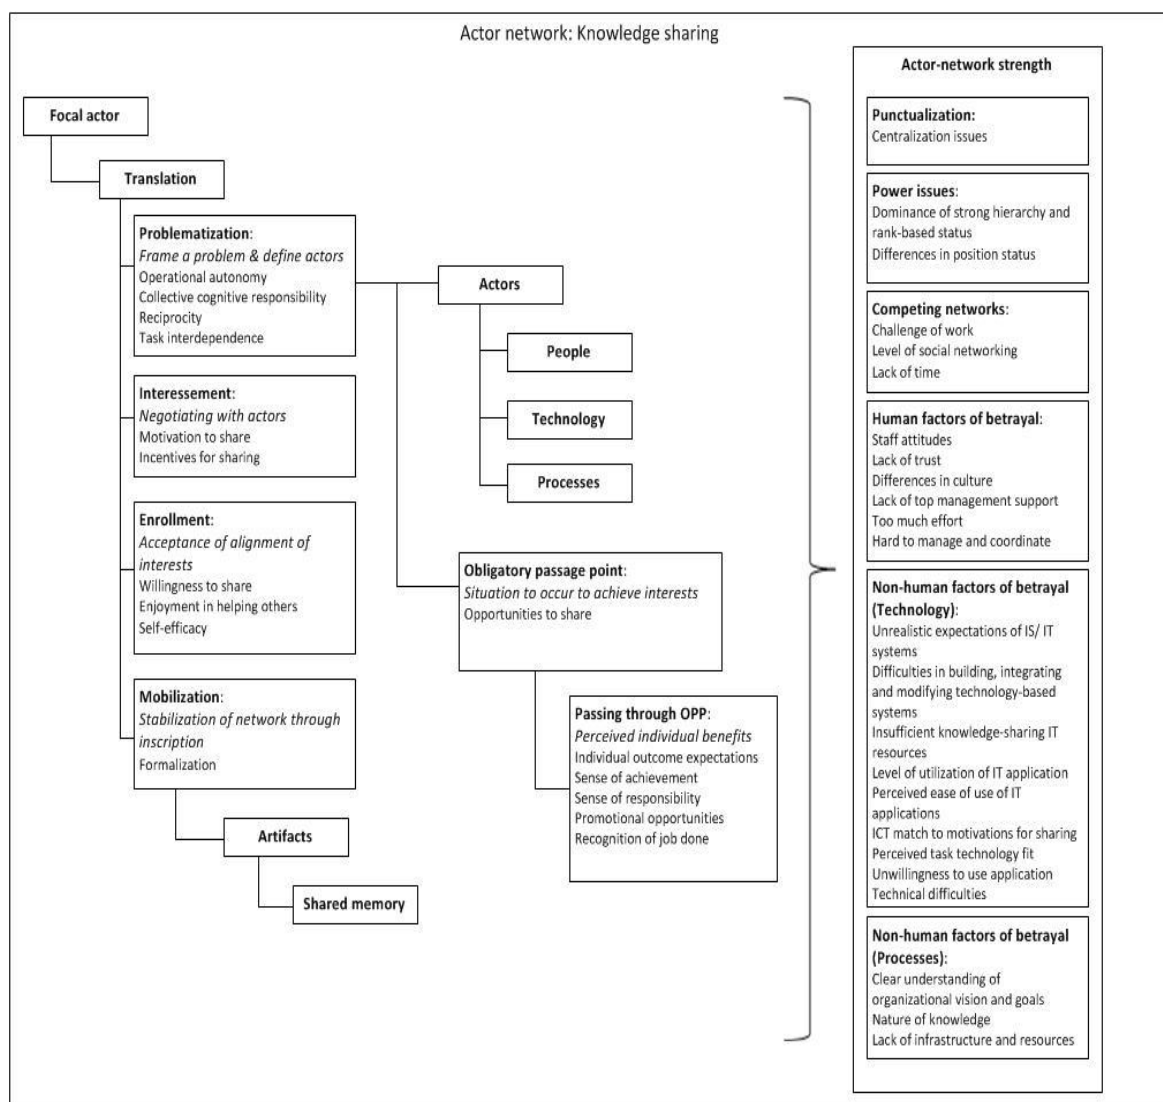 Actor network: Knowledge sharing
Focal actor
Translation
Problematization:
Frame a problem & define actors
Operational autonomy
Collective cognitive responsibility
Reciprocity
Task interdependence
Interessement:
Negotiating with actors
Motivation to share
Incentives for sharing
Enrollment:
Acceptance of alignment of
interests
Willingness to share
Enjoyment in helping others
Self-efficacy
Mobilization:
Stabilization of network through
inscription
Formalization
Artifacts
Shared memory
Actors
People
Technology
Processes
Obligatory passage point:
Situation to occur to achieve interests
Opportunities to share
Passing through OPP:
Perceived individual benefits
Individual outcome expectations
Sense of achievement
Sense of responsibility
Promotional opportunities
Recognition of job done
Actor-network strength
Punctualization:
Centralization issues
Power issues:
Dominance of strong hierarchy and
rank-based status
Differences in position status
Competing networks:
Challenge of work
Level of social networking
Lack of time
Human factors of betrayal:
Staff attitudes
Lack of trust
Differences in culture
Lack of top management support
Too much effort
Hard to manage and coordinate
Non-human factors of betrayal
(Technology):
Unrealistic expectations of IS/ IT
systems
Difficulties in building, integrating
and modifying technology-based
systems
Insufficient knowledge-sharing IT
resources
Level of utilization of IT application
Perceived ease of use of IT
applications
ICT match to motivations for sharing
Perceived task technology fit
Unwillingness to use application
Technical difficulties
Non-human factors of betrayal
(Processes):
Clear understanding of
organizational vision and goals
Nature of knowledge
Lack of infrastructure and resources